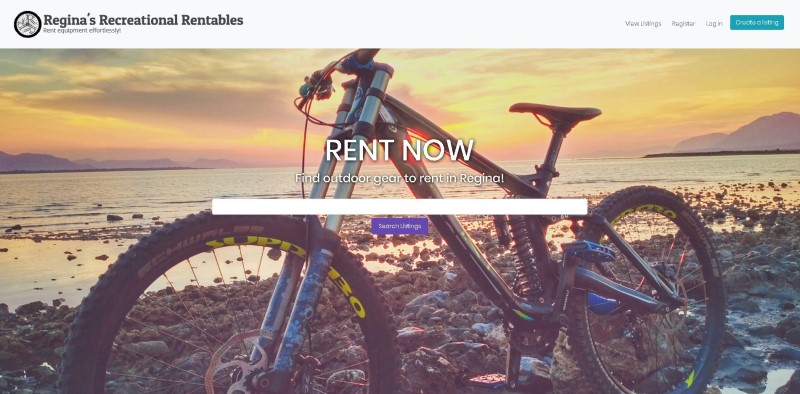 Regina's Recreational Rentables
Rent equipment effortlessly!
View Listings
Register
Log in
Create a listing
RENT NOW
Find outdoor gear to rent in Regina!
Search Listings